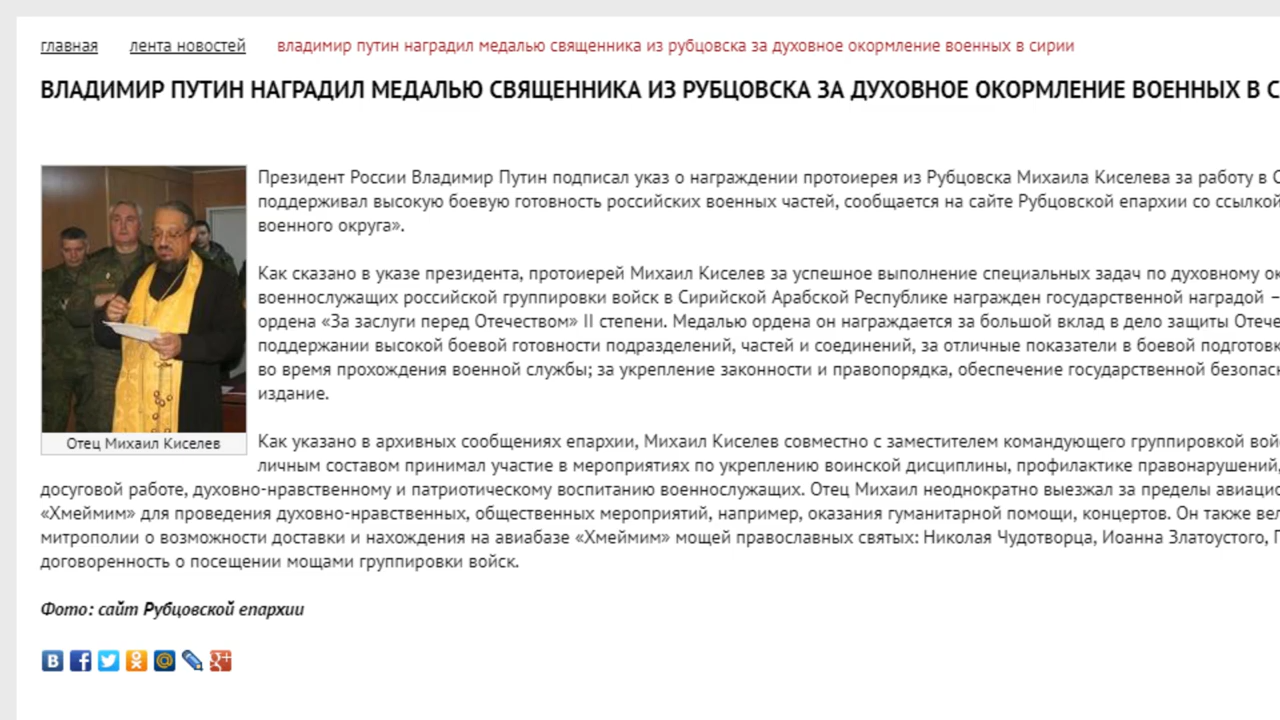 главная лента новостей владимир путин наградил медалью священника из рубцовска за духовное окормление военных в сирии
ВЛАДИМИР ПУТИН НАГРАДИЛ МЕДАЛЬЮ СВЯЩЕННИКА ИЗ РУБЦОВСКА ЗА ДУХОВНОЕ ОКОРМЛЕНИЕ ВОЕННЫХ В
Президент России Владимир Путин подписал указ о награждении протоиерея из Рубцовска Михаила Киселева за работу в
поддерживал высокую боевую готовность российских военных частей, сообщается на сайте Рубцовской епархии со ссылкой
военного округа».
Как сказано в указе президента, протоиерей Михаил Киселев за успешное выполнение специальных задач по духовному
военнослужащих российской группировки войск в Сирийской Арабской Республике награжден государственной наградой –
ордена «За заслуги перед Отечеством» II степени. Медалью ордена он награждается за большой вклад в дело защиты
поддержании высокой боевой готовности подразделений, частей и соединений, за отличные показатели в боевой
во время прохождения военной службы; за укрепление законности и правопорядка, обеспечение государственной
издание.
Отец Михаил Киселев
Как указано в архивных сообщениях епархии, Михаил Киселев совместно с заместителем командующего группировкой
личным составом принимал участие в мероприятиях по укреплению воинской дисциплины, профилактике правонарушений,
досуговой работе, духовно-нравственному и патриотическому воспитанию военнослужащих. Отец Михаил неоднократно выезжал за пределы
«Хмеймим» для проведения духовно-нравственных, общественных мероприятий, например, оказания гуманитарной помощи, концертов. Он также
митрополии о возможности доставки и нахождения на авиабазе «Хмеймим» мощей православных святых: Николая Чудотворца, Иоанна Златоустого,
договоренность о посещении мощами группировки войск.
Фото: сайт Рубцовской епархии